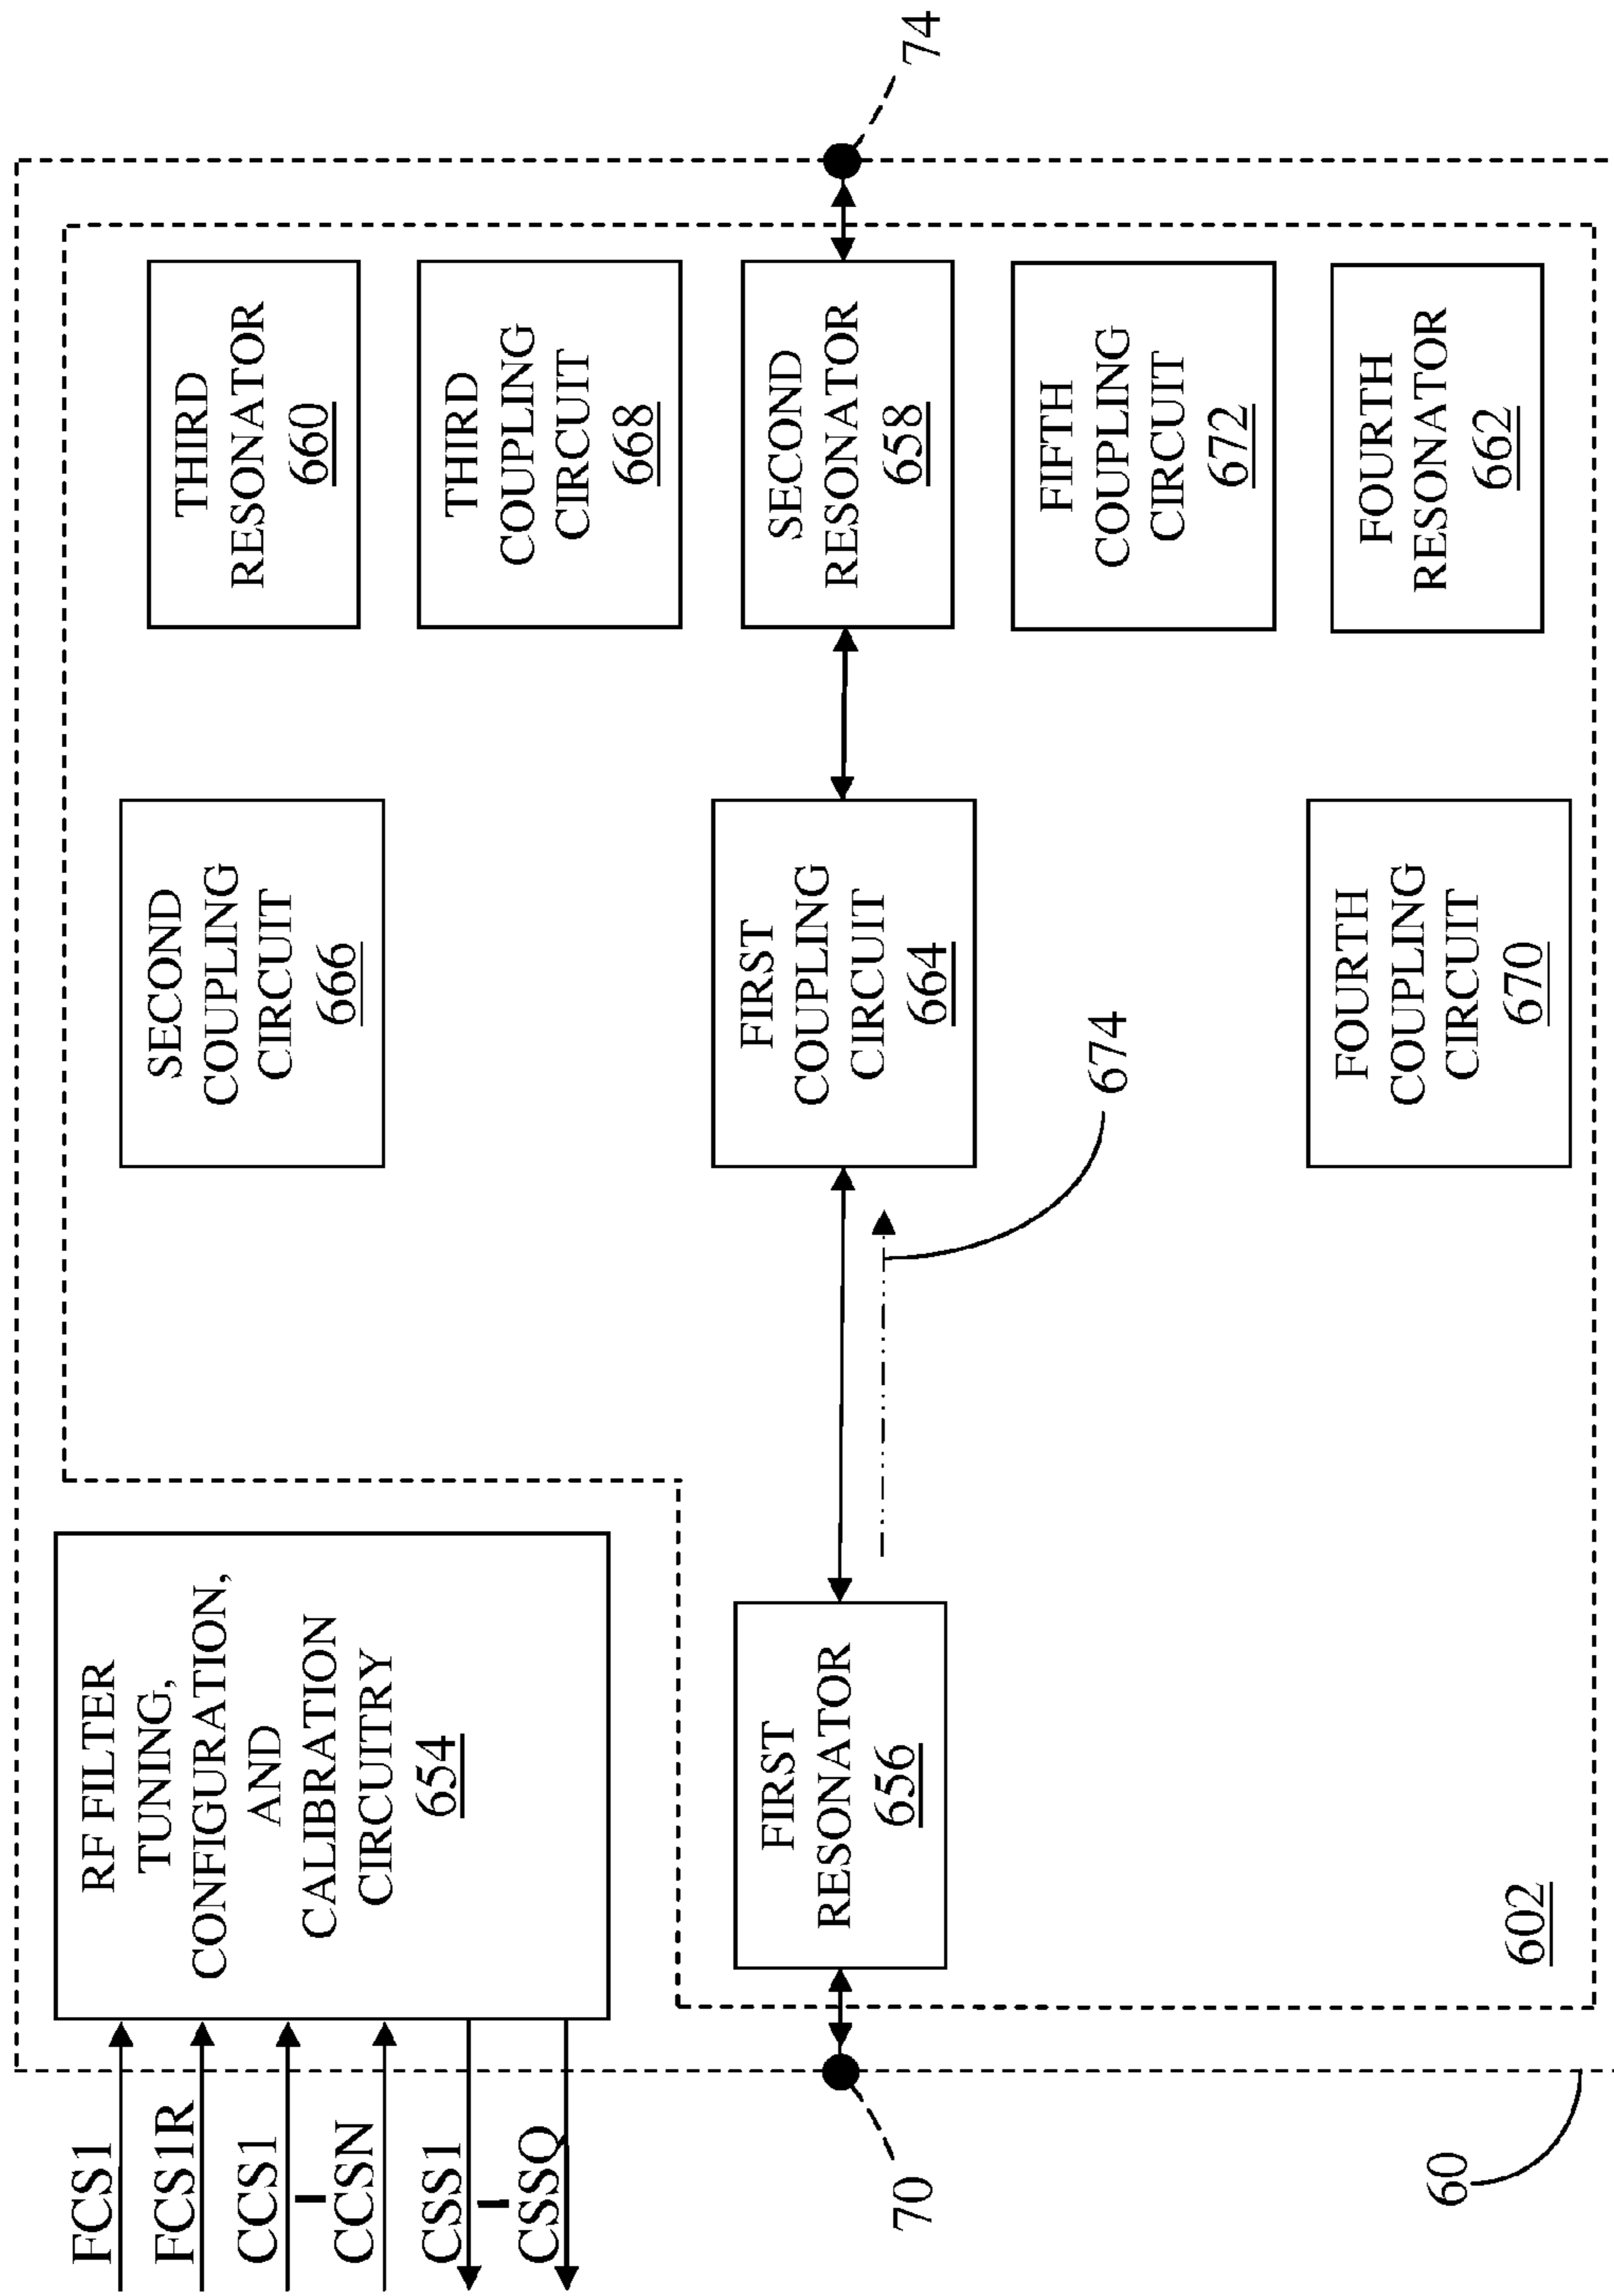 FCS1
FCS1R
CCS1
CCSN
CSS1
CSSQ
RF FILTER
TUNING,
CONFIGURATION,
AND
CALIBRATION
CIRCUITRY
654
SECOND
COUPLING
CIRCUIT
666
THIRD
RESONATOR
660
THIRD
COUPLING
CIRCUIT
668
70
FIRST
RESONATOR
656
674
FIRST
COUPLING
CIRCUIT
664
SECOND
RESONATOR
658
74
FIFTH
COUPLING
CIRCUIT
672
FOURTH
COUPLING
CIRCUIT
670
FOURTH
RESONATOR
662
602
60